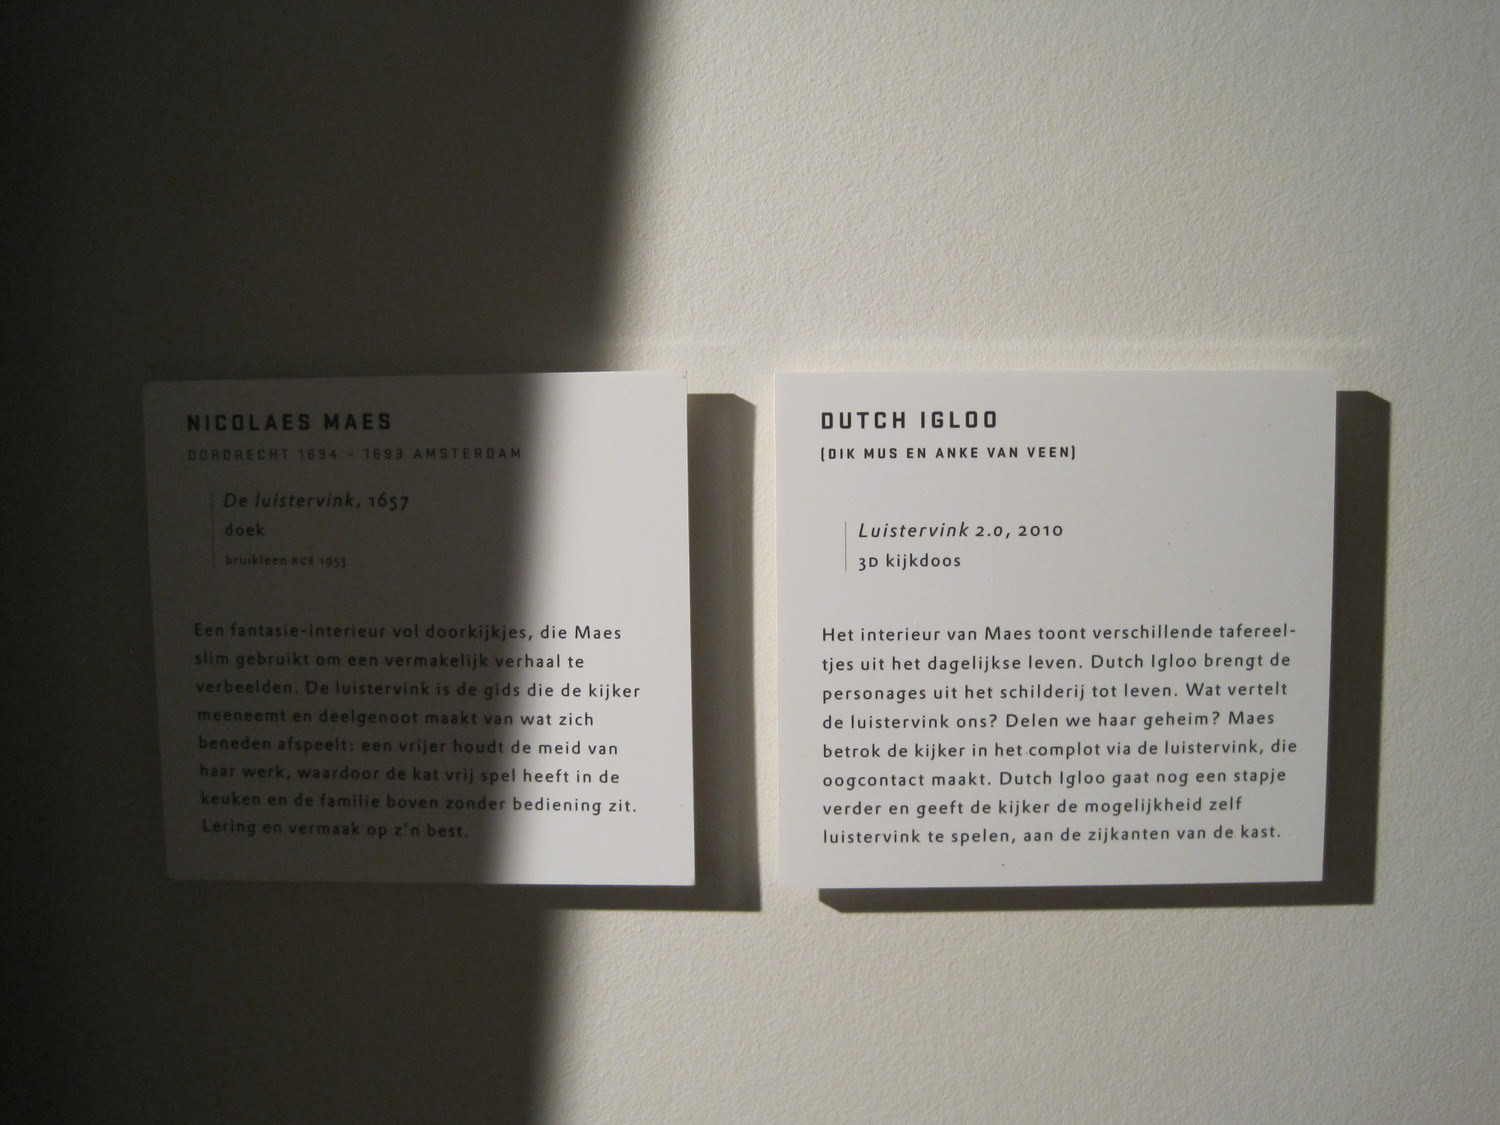 NICOLAES MAES
DORDRECHT 1634 - 1693 AMSTERDAM
De luistervink, 1657
doek
bruikleen RCE 1953
Een fantasie-interieur vol doorkijkjes, die Maes
slim gebruikt om een vermakelijk verhaal te
verbeelden. De luistervink is de gids die de kijker
meeneemt en deelgenoot maakt van wat zich
beneden afspeelt: een vrijer houdt de meid van
haar werk, waardoor de kat vrij spel heeft in de
keuken en de familie boven zonder bediening zit.
Lering en vermaak op z'n best.
DUTCH IGLOO
(DIK MUS EN ANKE VAN VEEN)
Luistervink 2.0, 2010
3D kijkdoos
Het interieur van Maes toont verschillende tafereel-
tjes uit het dagelijkse leven. Dutch Igloo brengt de
personages uit het schilderij tot leven. Wat vertelt
de luistervink ons? Delen we haar geheim? Maes
betrok de kijker in het complot via de luistervink, die
oogcontact maakt. Dutch Igloo gaat nog een stapje
verder en geeft de kijker de mogelijkheid zelf
luistervink te spelen, aan de zijkanten van de kast.